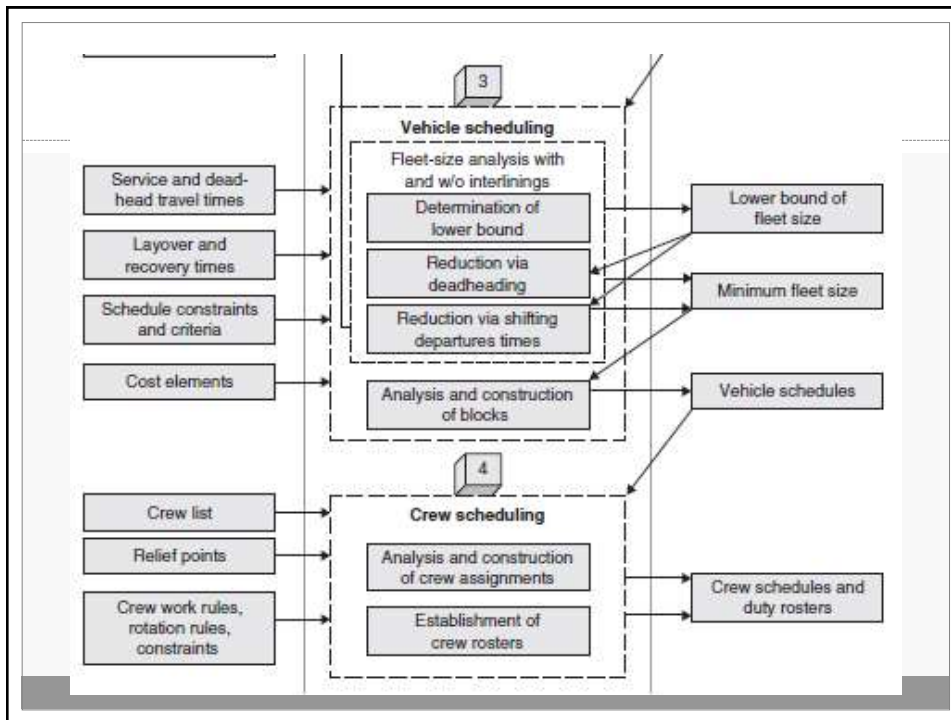 3
Vehicle scheduling
Fleet-size analysis with
and w/o interlinings
Service and dead-
head travel times
Determination of
lower bound
Lower bound of
fleet size
Layover and
recovery times
Reduction via
deadheading
Minimum fleet size
Schedule constraints
and criteria
Reduction via shifting
departures times
Cost elements
Analysis and construction
of blocks
Vehicle schedules
4
Crew scheduling
Crew list
Relief points
Analysis and construction
of crew assignments
Crew schedules and
duty rosters
Crew work rules,
rotation rules,
constraints
Establishment of
crew rosters